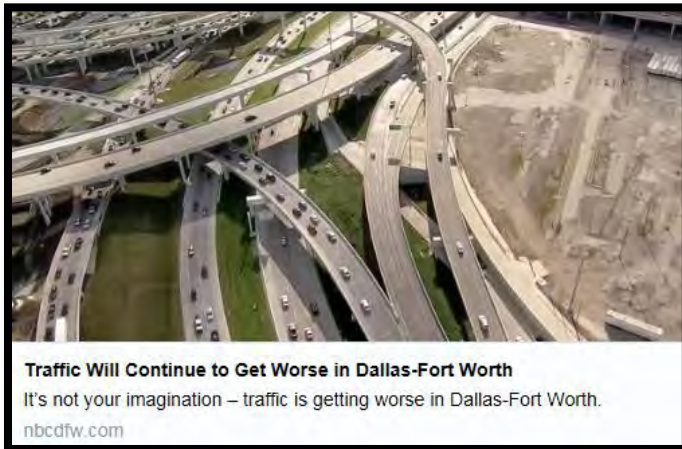 Traffic Will Continue to Get Worse in Dallas-Fort Worth
It's not your imagination – traffic is getting worse in Dallas-Fort Worth.
nbcdfw.com